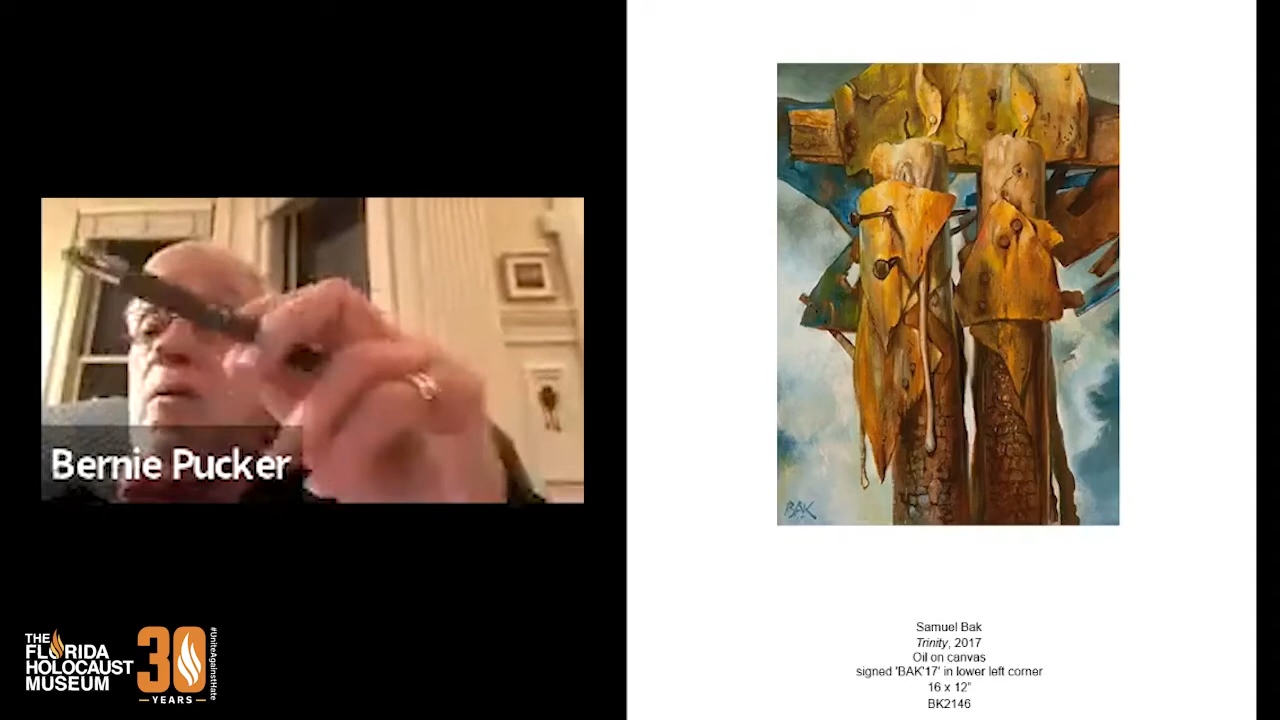 Bernie Pucker
THE
FLORIDA
HOLOCAUST
MUSEUM
30
YEARS
#UniteAgainstHate
BAK
Samuel Bak
Trinity, 2017
Oil on canvas
signed 'BAK'17' in lower left corner
16 x 12"
BK2146